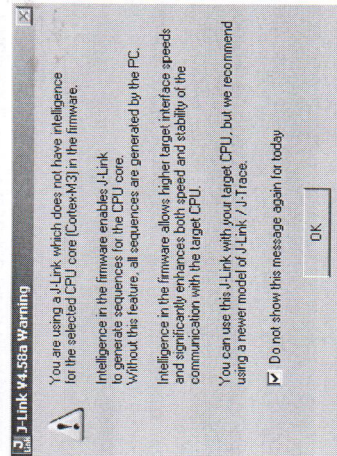 J-Link V4.58a Warning
You are using a J-Link which does not have intelligence
for the selected CPU core (Cortex-M3) in the firmware.
Intelligence in the firmware enables J-Link
to generate sequences for the CPU core.
Without this feature, all sequences are generated by the PC.
Intelligence in the firmware allows higher target interface speeds
and significantly enhances both speed and stability of the
communication with the target CPU.
You can use this J-Link with your target CPU, but we recommend
using a newer model of J-Link / J-Trace.
Do not show this message again for today
OK